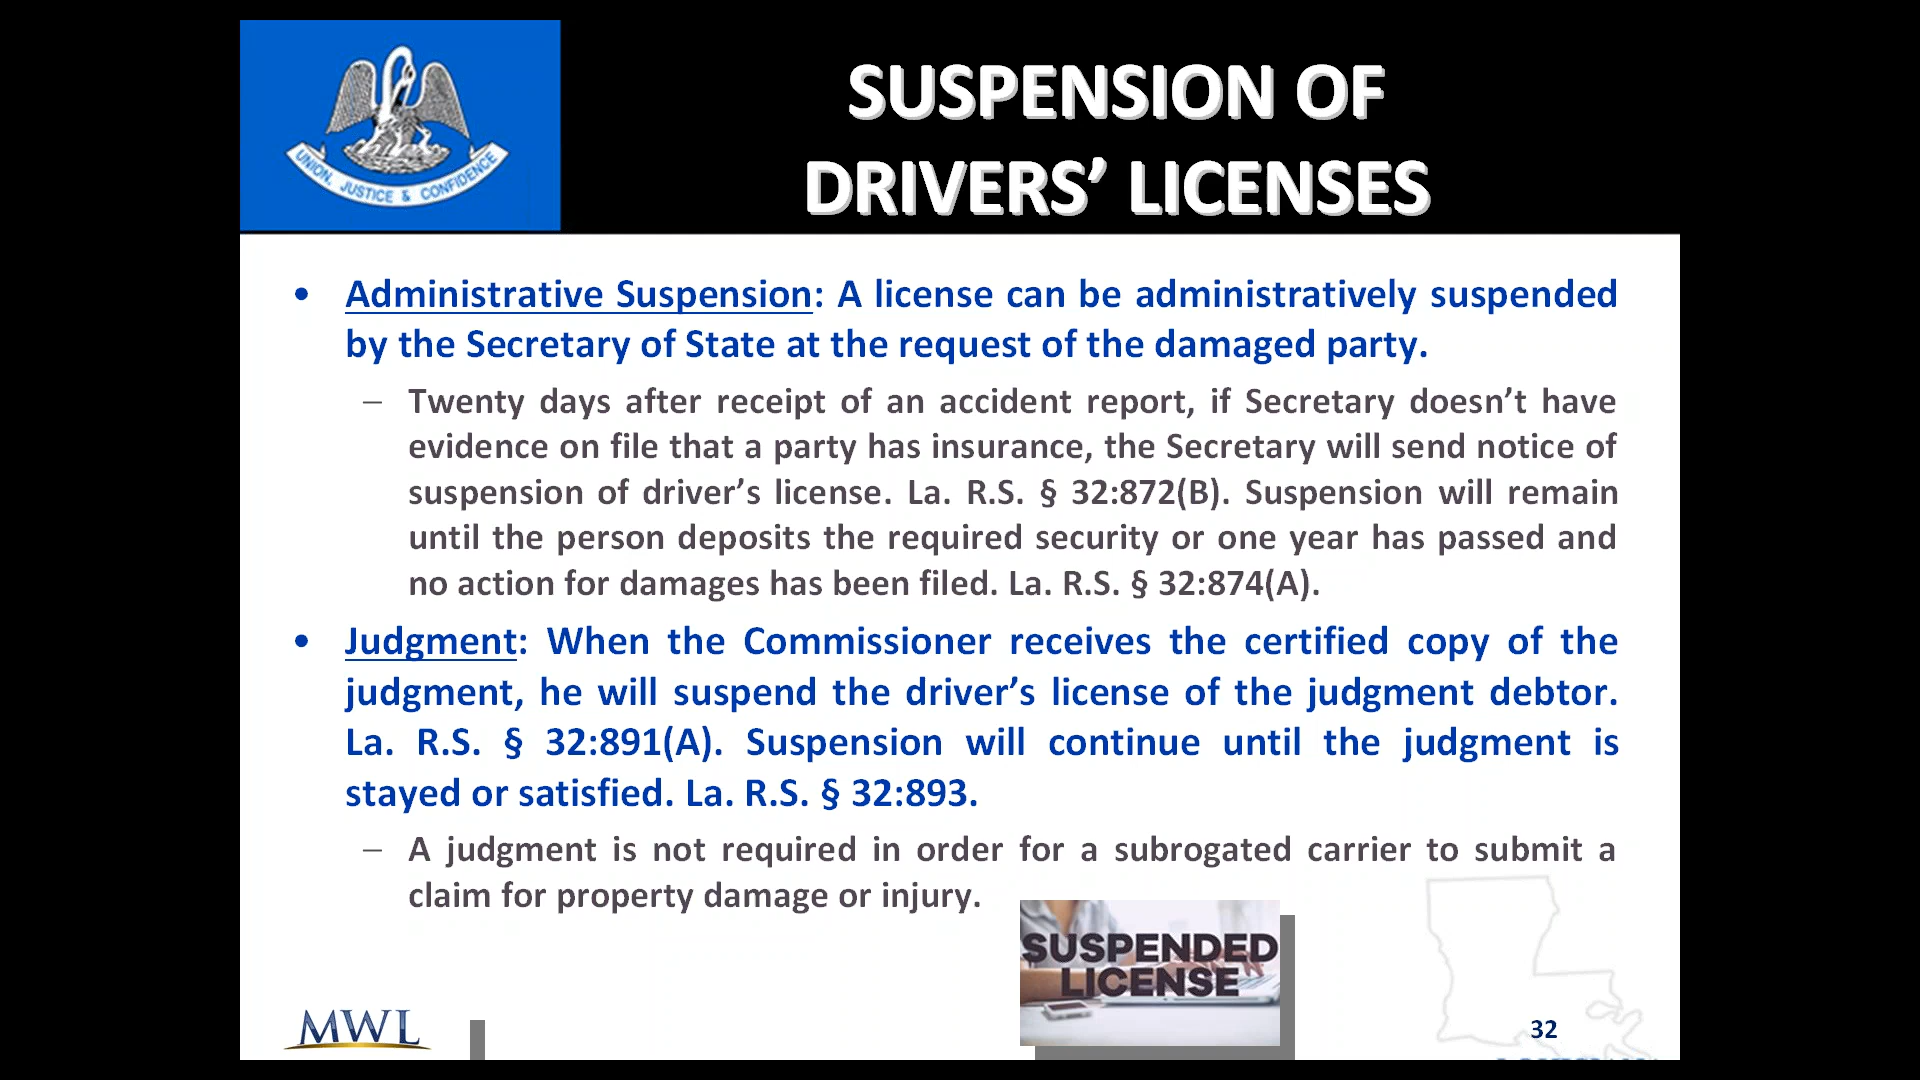 SUSPENSION OF
DRIVERS’ LICENSES
UNION, JUSTICE & CONFIDENCE
• Administrative Suspension: A license can be administratively suspended
by the Secretary of State at the request of the damaged party.
– Twenty days after receipt of an accident report, if Secretary doesn’t have
evidence on file that a party has insurance, the Secretary will send notice of
suspension of driver’s license. La. R.S. § 32:872(B). Suspension will remain
until the person deposits the required security or one year has passed and
no action for damages has been filed. La. R.S. § 32:874(A).
• Judgment: When the Commissioner receives the certified copy of the
judgment, he will suspend the driver’s license of the judgment debtor.
La. R.S. § 32:891(A). Suspension will continue until the judgment is
stayed or satisfied. La. R.S. § 32:893.
– A judgment is not required in order for a subrogated carrier to submit a
claim for property damage or injury.
SUSPENDED
LICENSE
MWL
32